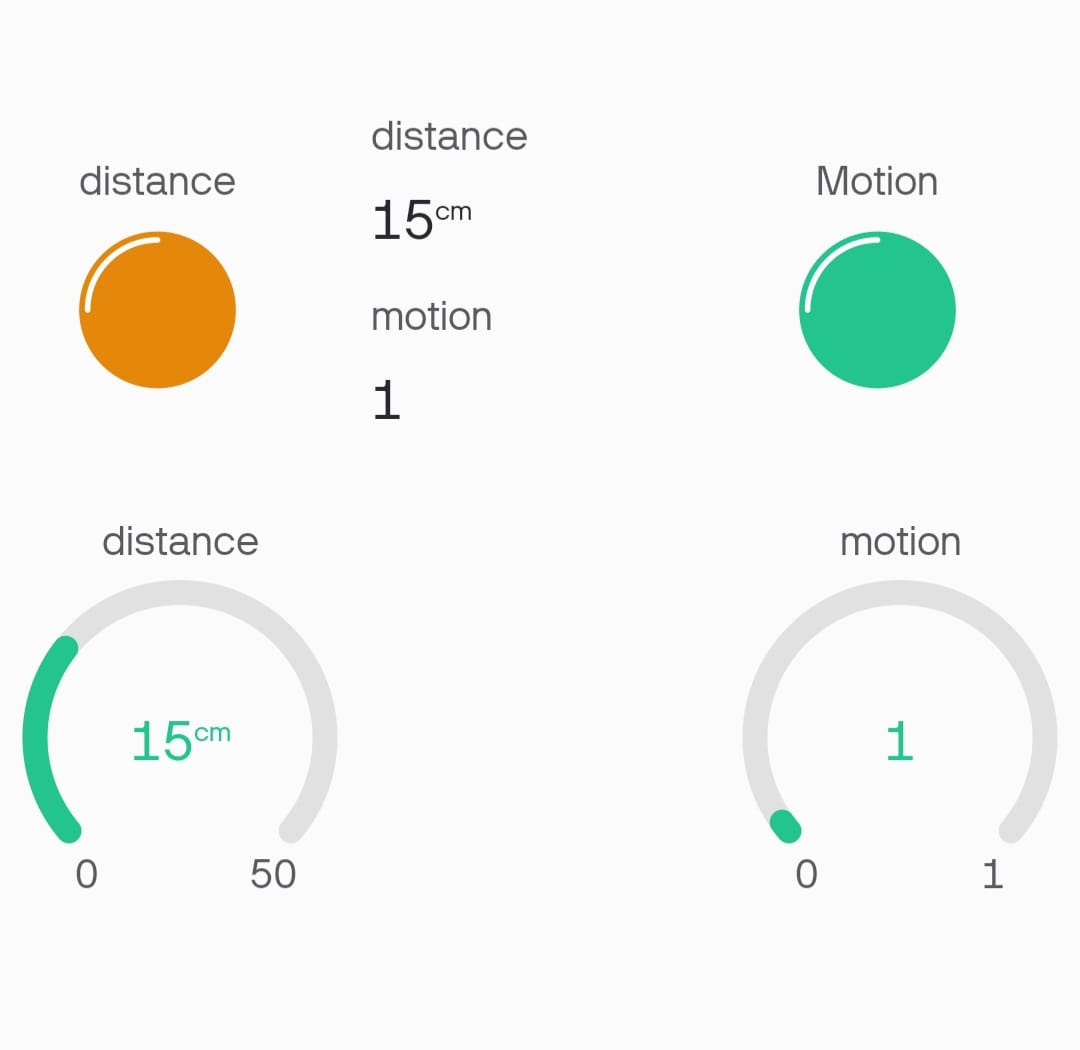 distance
15cm
motion
1
distance
Motion
distance
15cm
0 50
motion
1
0 1